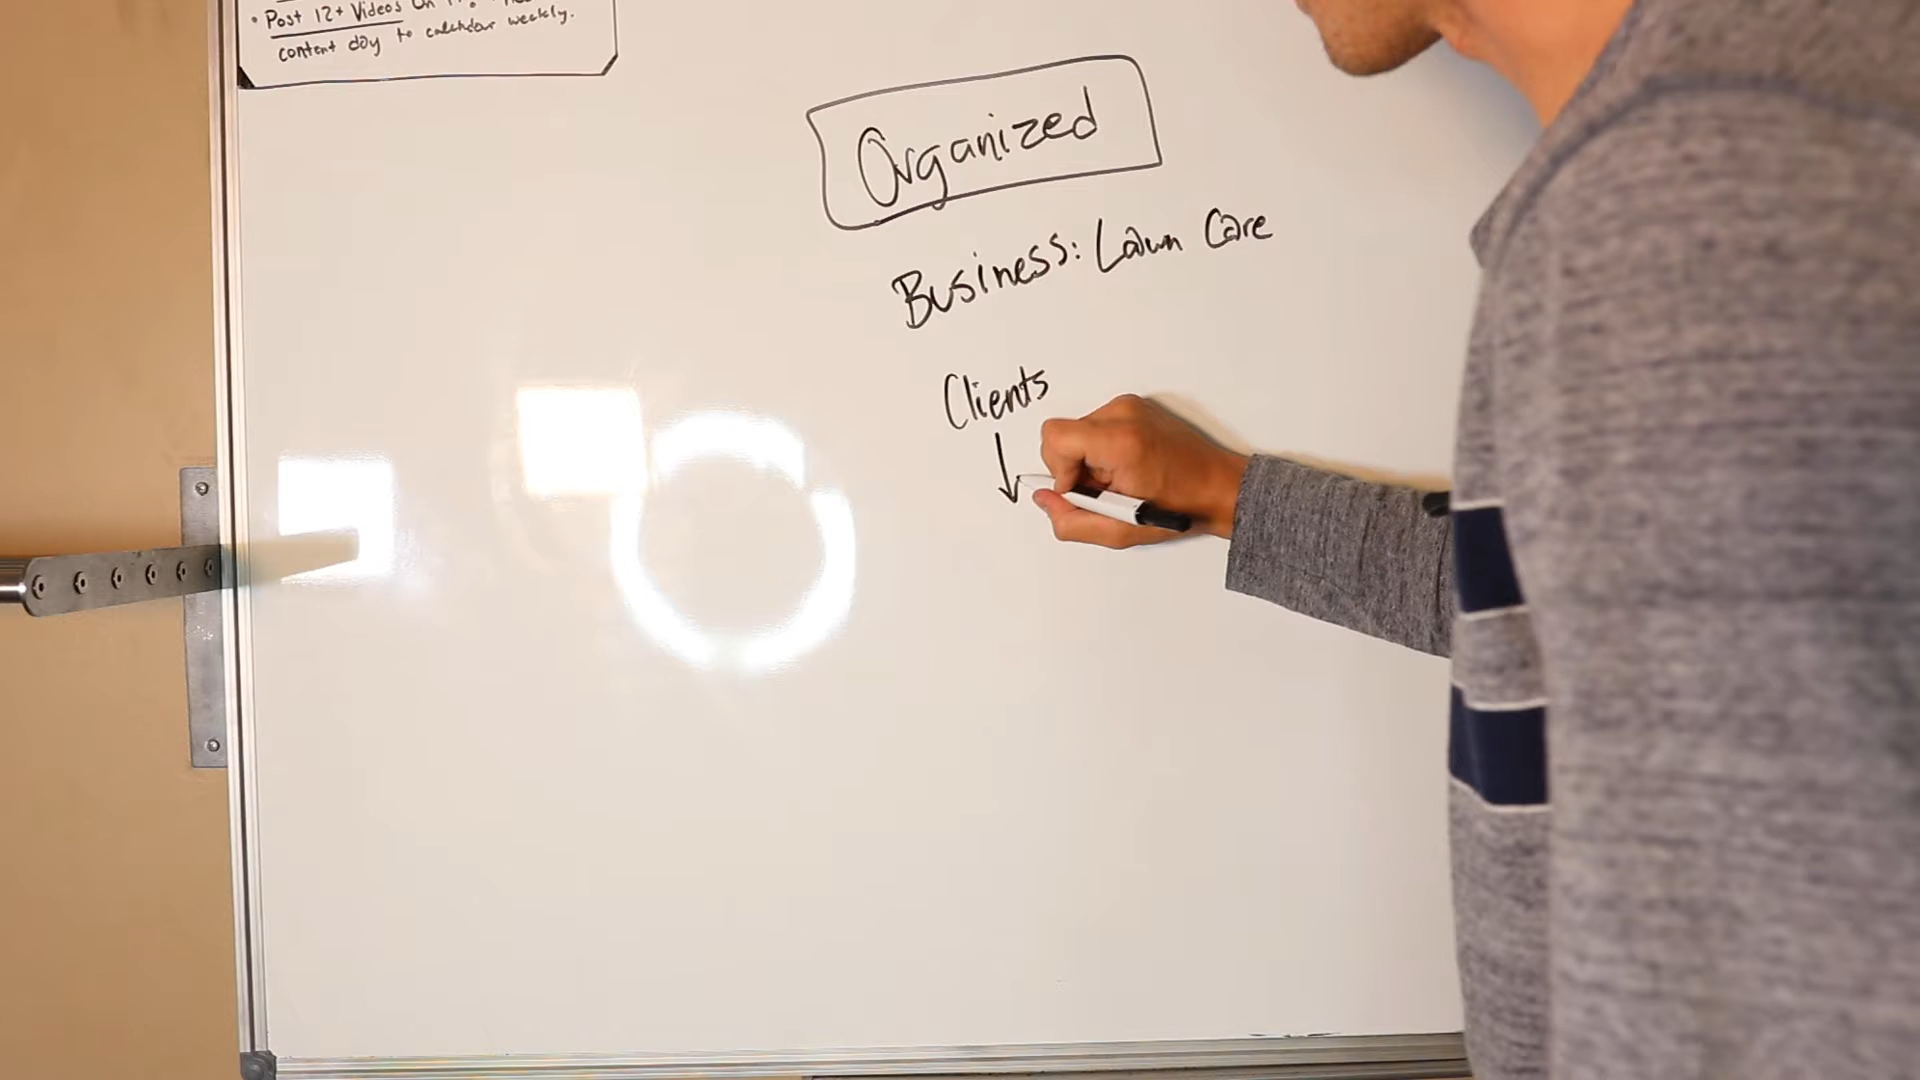 • Post 12+ Videos
content day to calendar weekly.
Organized
Business: Lawn Care
Clients